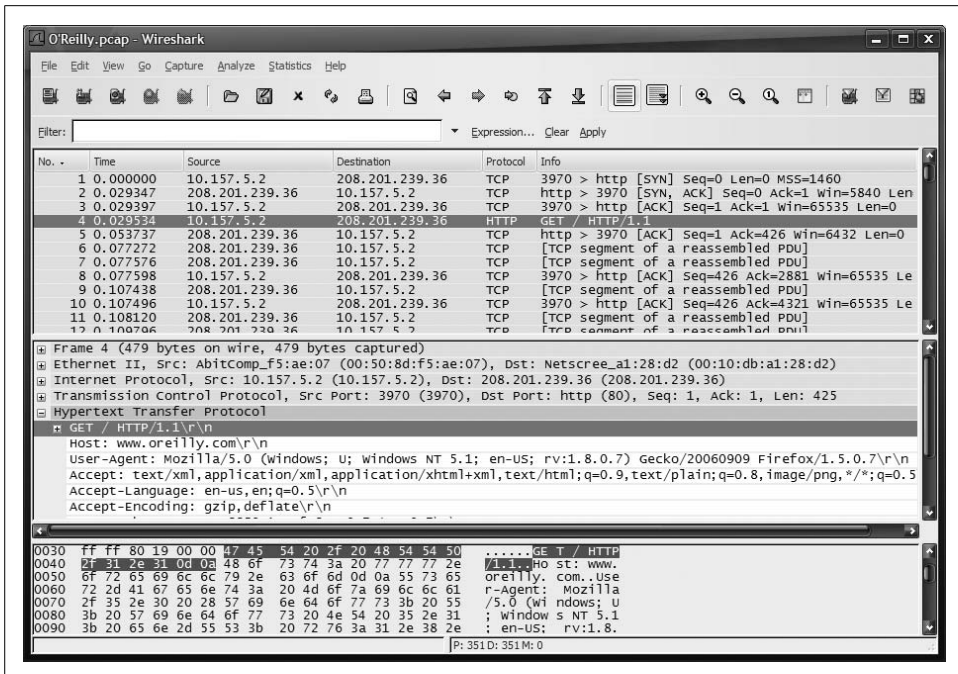 O'Reilly.pcap - Wireshark
File Edit View Go Capture Analyze Statistics Help
Filter: Expression... Clear Apply
No. - Time Source Destination Protocol Info
1 0.000000 10.157.5.2 208.201.239.36 TCP 3970 > http [SYN] Seq=0 Len=0 MSS=1460
2 0.029347 208.201.239.36 10.157.5.2 TCP http > 3970 [SYN, ACK] Seq=0 Ack=1 Win=5840 Len
3 0.029397 10.157.5.2 208.201.239.36 TCP 3970 > http [ACK] Seq=1 Ack=1 Win=65535 Len=0
4 0.029534 10.157.5.2 208.201.239.36 HTTP GET / HTTP/1.1
5 0.053737 208.201.239.36 10.157.5.2 TCP http > 3970 [ACK] Seq=1 Ack=426 Win=6432 Len=0
6 0.077272 208.201.239.36 10.157.5.2 TCP [TCP segment of a reassembled PDU]
7 0.077576 208.201.239.36 10.157.5.2 TCP [TCP segment of a reassembled PDU]
8 0.077598 10.157.5.2 208.201.239.36 TCP 3970 > http [ACK] Seq=426 Ack=2881 Win=65535 Le
9 0.107438 208.201.239.36 10.157.5.2 TCP [TCP segment of a reassembled PDU]
10 0.107496 10.157.5.2 208.201.239.36 TCP 3970 > http [ACK] Seq=426 Ack=4321 Win=65535 Le
11 0.108120 208.201.239.36 10.157.5.2 TCP [TCP segment of a reassembled PDU]
12 0.109796 208.201.239.36 10.157.5.2 TCP [TCP segment of a reassembled PDU]
Frame 4 (479 bytes on wire, 479 bytes captured)
Ethernet II, Src: AbitComp_f5:ae:07 (00:50:8d:f5:ae:07), Dst: Netscree_a1:28:d2 (00:10:db:a1:28:d2)
Internet Protocol, Src: 10.157.5.2 (10.157.5.2), Dst: 208.201.239.36 (208.201.239.36)
Transmission Control Protocol, Src Port: 3970 (3970), Dst Port: http (80), Seq: 1, Ack: 1, Len: 425
Hypertext Transfer Protocol
GET / HTTP/1.1\r\n
Host: www.oreilly.com\r\n
User-Agent: Mozilla/5.0 (Windows; U; Windows NT 5.1; en-US; rv:1.8.0.7) Gecko/20060909 Firefox/1.5.0.7\r\n
Accept: text/xml,application/xml,application/xhtml+xml,text/html;q=0.9,text/plain;q=0.8,image/png,*/*;q=0.5
Accept-Language: en-us,en;q=0.5\r\n
Accept-Encoding: gzip,deflate\r\n
0030 ff ff 80 19 00 00 47 45 54 20 2f 20 48 54 54 50 ......GE T / HTTP
0040 2f 31 2e 31 0d 0a 48 6f 73 74 3a 20 77 77 77 2e /1.1..Ho st: www.
0050 6f 72 65 69 6c 6c 79 2e 63 6f 6d 0d 0a 55 73 65 oreilly. com..Use
0060 72 2d 41 67 65 6e 74 3a 20 4d 6f 7a 69 6c 6c 61 r-Agent: Mozilla
0070 2f 35 2e 30 20 28 57 69 6e 64 6f 77 73 3b 20 55 /5.0 (Wi ndows; U
0080 3b 20 57 69 6e 64 6f 77 73 20 4e 54 20 35 2e 31 ; Window s NT 5.1
0090 3b 20 65 6e 2d 55 53 3b 20 72 76 3a 31 2e 38 2e ; en-US; rv:1.8.
P: 351 D: 351 M: 0